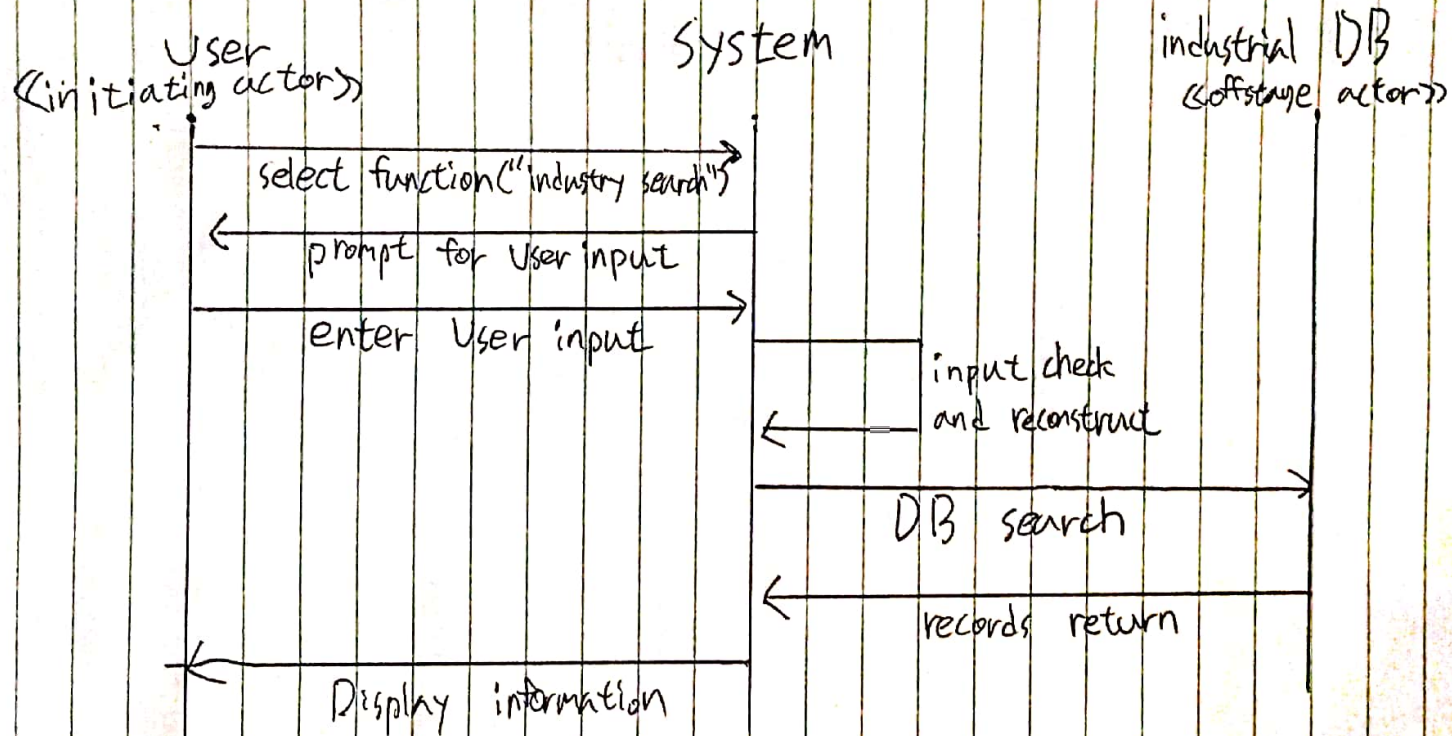 User
<<initiating actor>>
System
industrial DB
<<offstage actor>>
select function("industry search")
prompt for User input
enter User input
input check
and reconstruct
DB search
records return
Display information